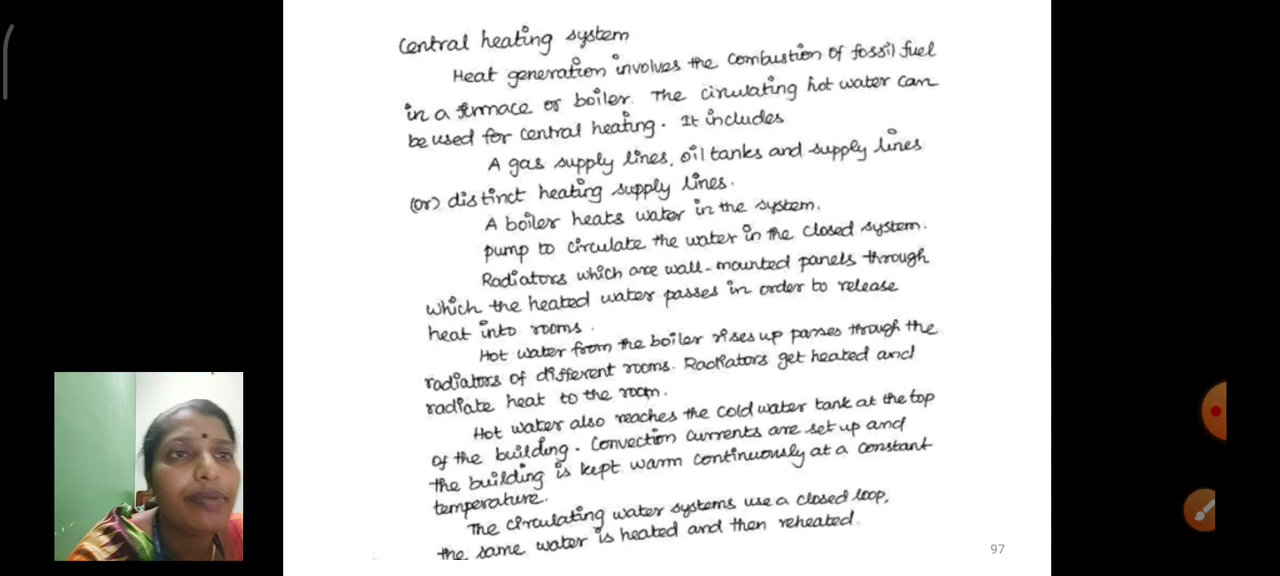 Central heating system
Heat generation involves the combustion of fossil fuel
in a furnace or boiler. The circulating hot water can
be used for central heating. It includes
A gas supply lines, oil tanks and supply lines
(or) distinct heating supply lines.
A boiler heats water in the system.
pump to circulate the water in the closed system.
Radiators which are wall-mounted panels through
which the heated water passes in order to release
heat into rooms.
Hot water from the boiler rises up passes through the
radiators of different rooms. Radiators get heated and
radiate heat to the room.
Hot water also reaches the cold water tank at the top
of the building. Convection currents are set up and
the building is kept warm continuously at a constant
temperature.
The circulating water systems use a closed loop,
the same water is heated and then reheated.
97